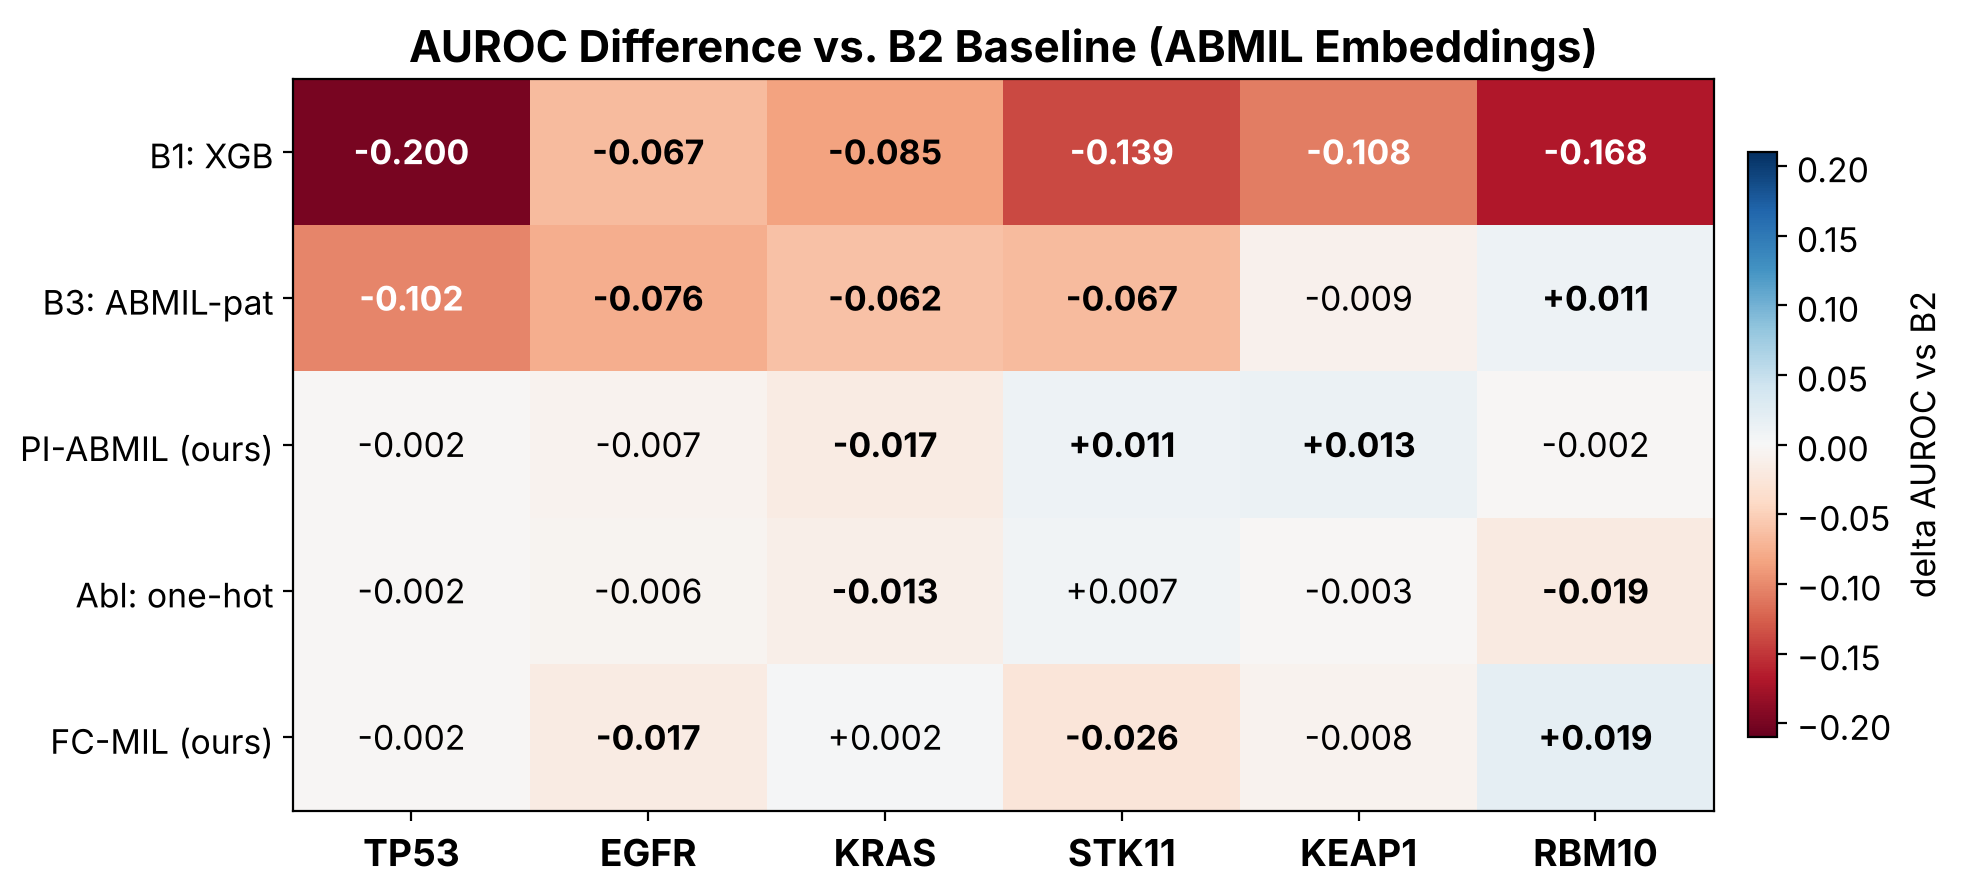 AUROC Difference vs. B2 Baseline (ABMIL Embeddings)
B1: XGB -0.200 -0.067 -0.085 -0.139 -0.108 -0.168
B3: ABMIL-pat -0.102 -0.076 -0.062 -0.067 -0.009 +0.011
PI-ABMIL (ours) -0.002 -0.007 -0.017 +0.011 +0.013 -0.002
Abl: one-hot -0.002 -0.006 -0.013 +0.007 -0.003 -0.019
FC-MIL (ours) -0.002 -0.017 +0.002 -0.026 -0.008 +0.019
TP53 EGFR KRAS STK11 KEAP1 RBM10
0.20
0.15
0.10
0.05
0.00
−0.05
−0.10
−0.15
−0.20
delta AUROC vs B2